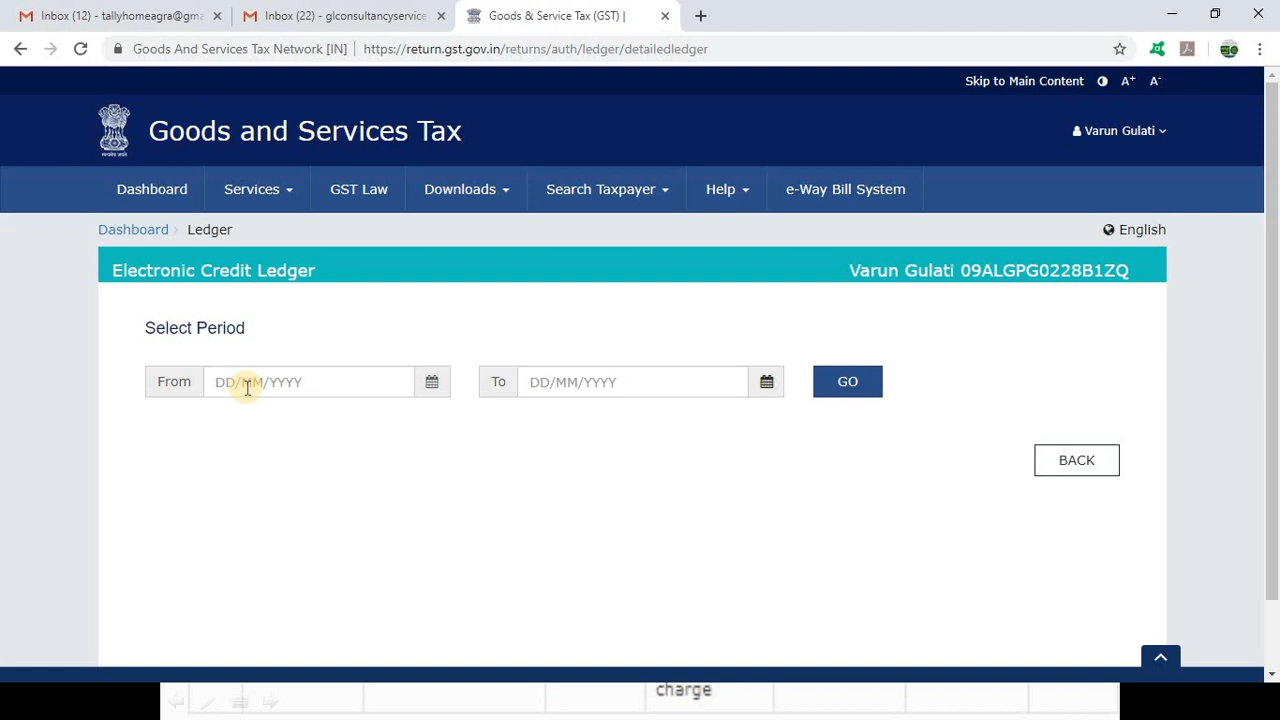 Inbox (12) - tallyhomeagra@gma
Inbox (22) - glconsultancyservice
Goods & Service Tax (GST) |
Goods And Services Tax Network [IN] | https://return.gst.gov.in/returns/auth/ledger/detailedledger
Skip to Main Content A+ A-
Goods and Services Tax
Varun Gulati
Dashboard Services GST Law Downloads Search Taxpayer Help e-Way Bill System
Dashboard > Ledger
English
Electronic Credit Ledger
Varun Gulati 09ALGPG0228B1ZQ
Select Period
From DD/MM/YYYY To DD/MM/YYYY GO
BACK
charge